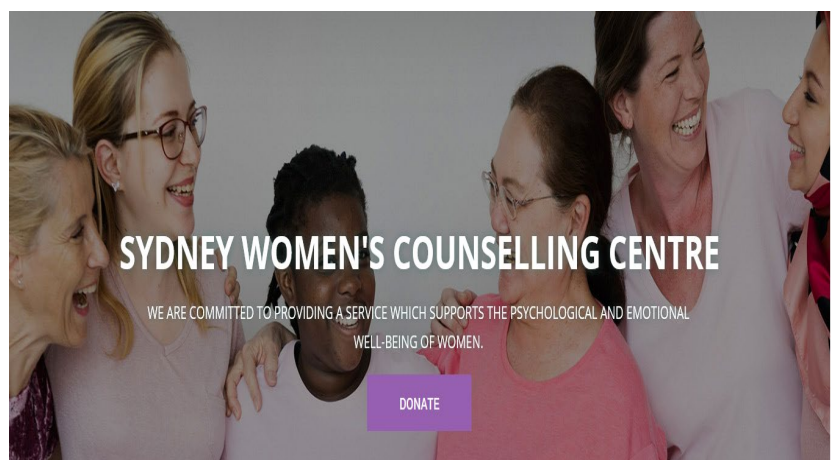 SYDNEY WOMEN'S COUNSELLING CENTRE
WE ARE COMMITTED TO PROVIDING A SERVICE WHICH SUPPORTS THE PSYCHOLOGICAL AND EMOTIONAL
WELL-BEING OF WOMEN.
DONATE